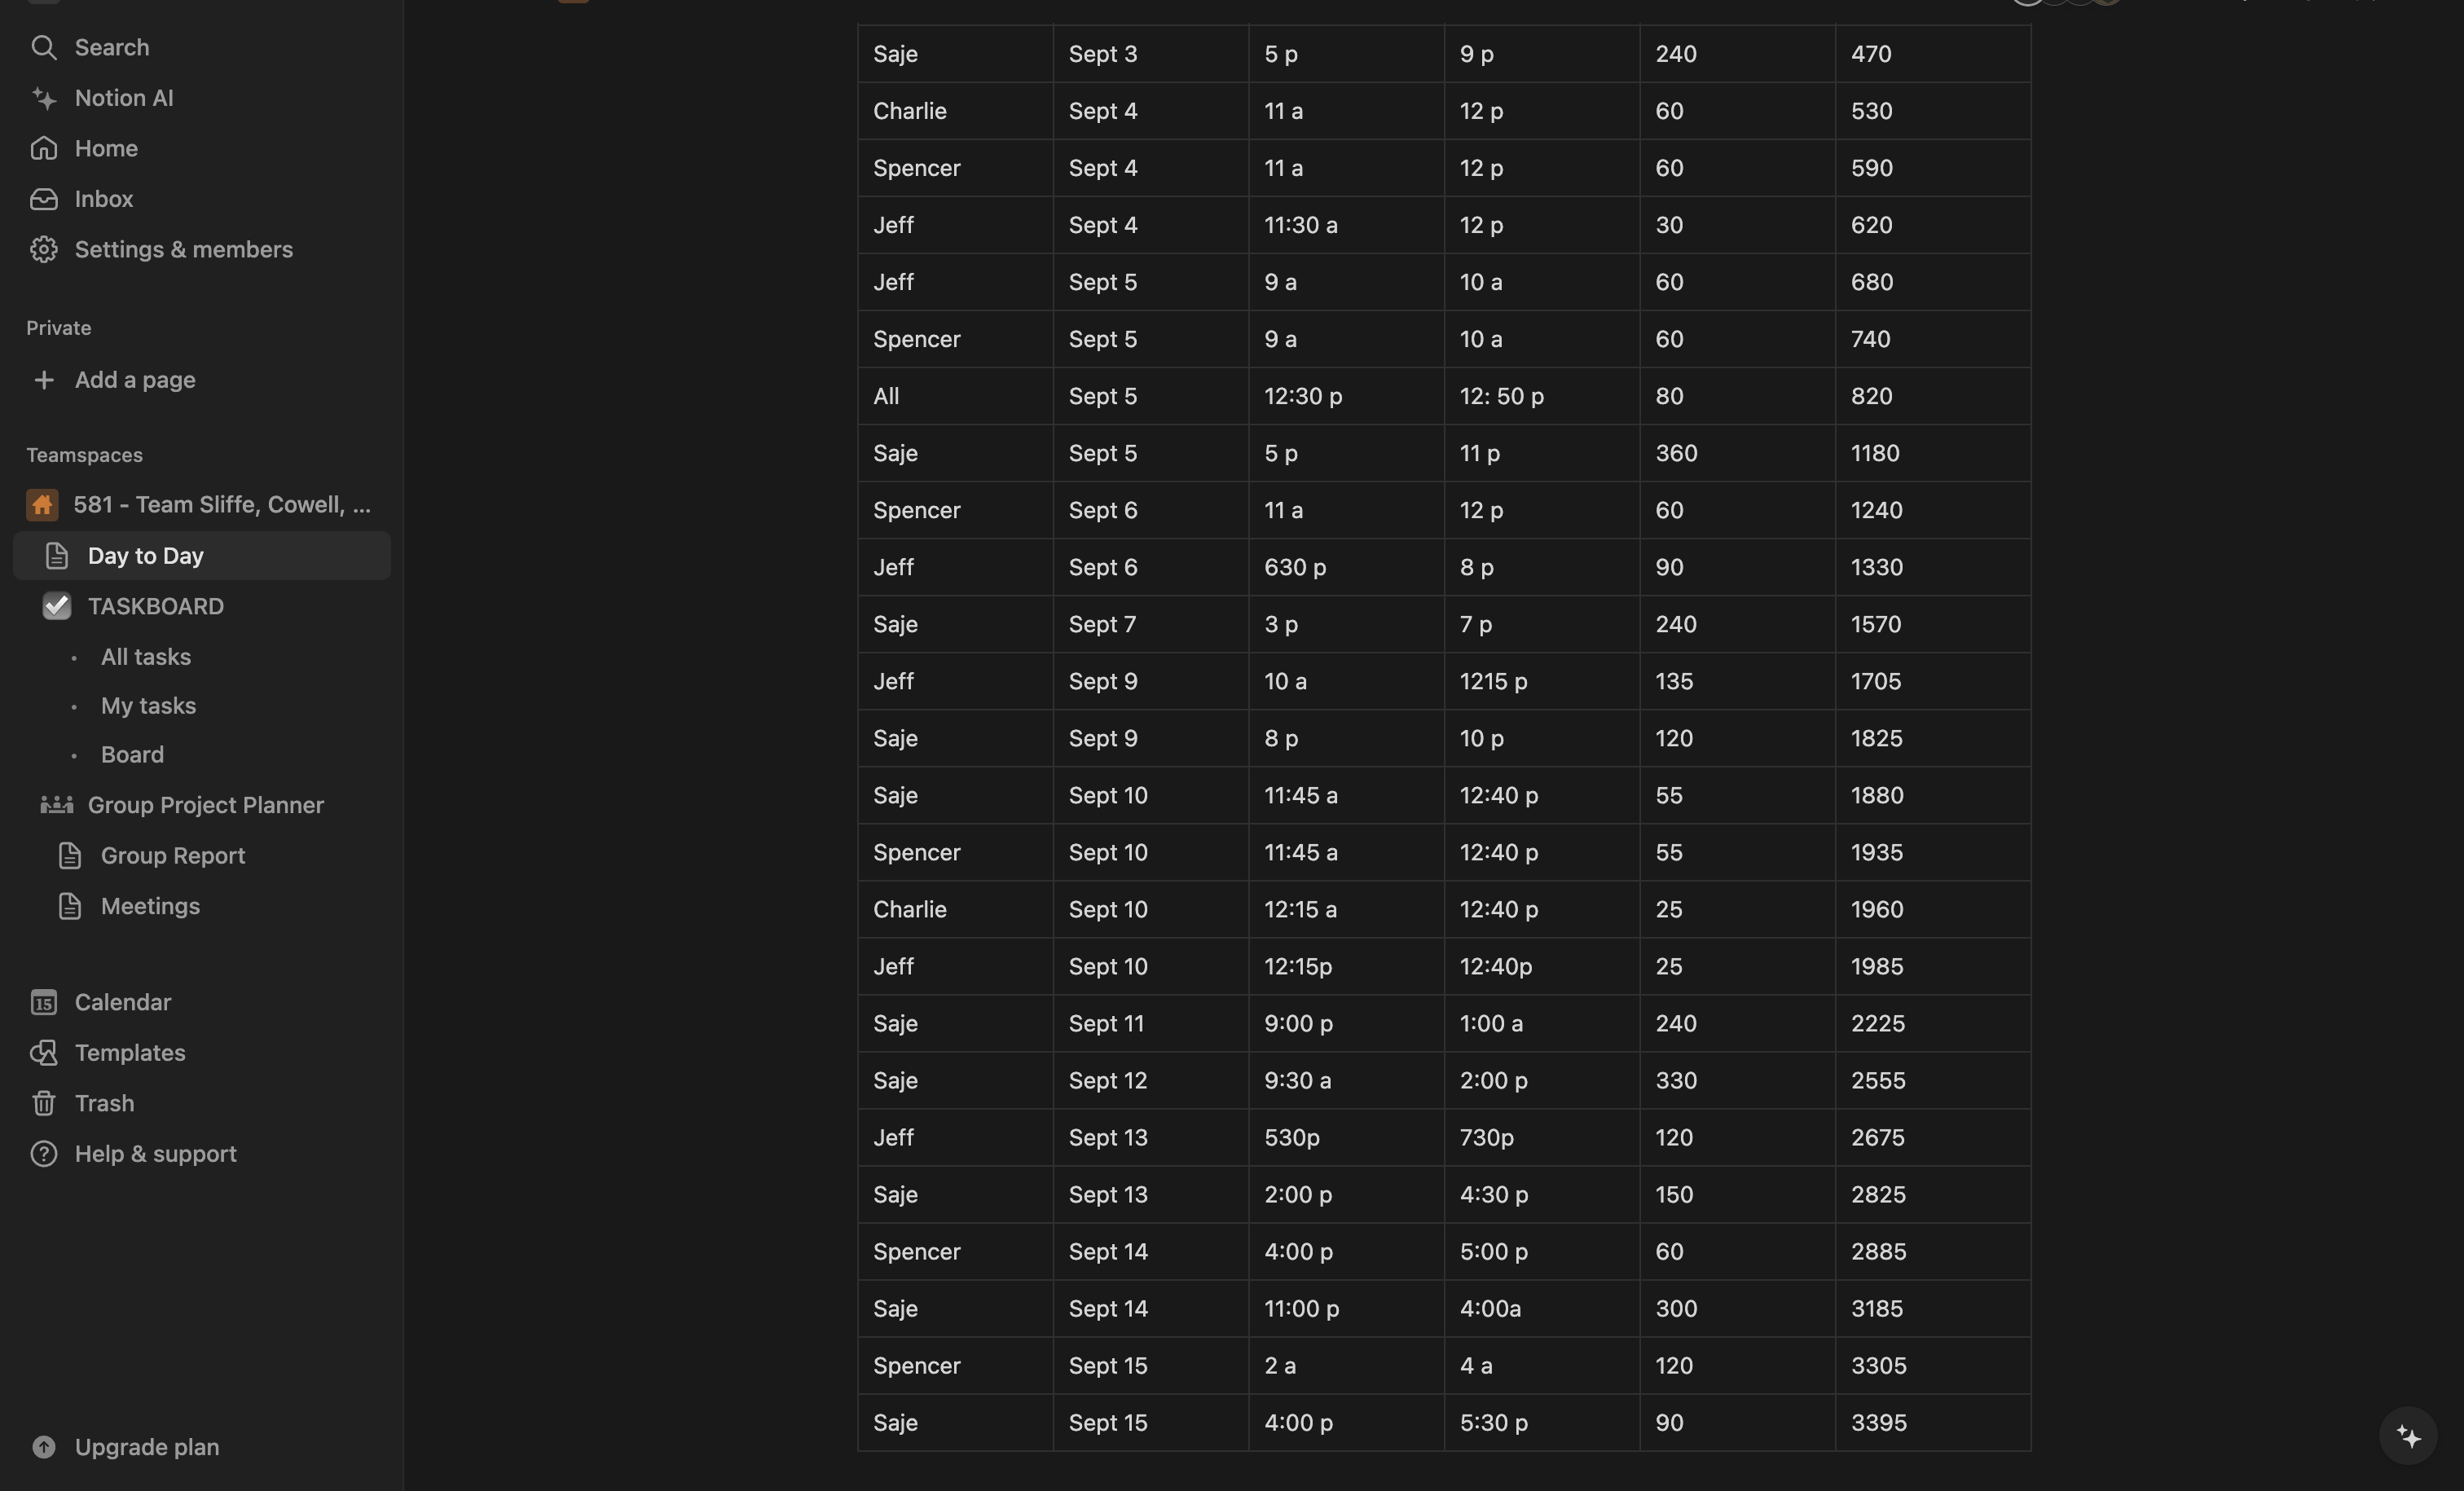 Search
Notion AI
Home
Inbox
Settings & members
Private
Add a page
Teamspaces
581 - Team Sliffe, Cowell, ...
Day to Day
TASKBOARD
All tasks
My tasks
Board
Group Project Planner
Group Report
Meetings
15 Calendar
Templates
Trash
Help & support
Upgrade plan
Saje Sept 3 5 p 9 p 240 470
Charlie Sept 4 11 a 12 p 60 530
Spencer Sept 4 11 a 12 p 60 590
Jeff Sept 4 11:30 a 12 p 30 620
Jeff Sept 5 9 a 10 a 60 680
Spencer Sept 5 9 a 10 a 60 740
All Sept 5 12:30 p 12: 50 p 80 820
Saje Sept 5 5 p 11 p 360 1180
Spencer Sept 6 11 a 12 p 60 1240
Jeff Sept 6 630 p 8 p 90 1330
Saje Sept 7 3 p 7 p 240 1570
Jeff Sept 9 10 a 1215 p 135 1705
Saje Sept 9 8 p 10 p 120 1825
Saje Sept 10 11:45 a 12:40 p 55 1880
Spencer Sept 10 11:45 a 12:40 p 55 1935
Charlie Sept 10 12:15 a 12:40 p 25 1960
Jeff Sept 10 12:15p 12:40p 25 1985
Saje Sept 11 9:00 p 1:00 a 240 2225
Saje Sept 12 9:30 a 2:00 p 330 2555
Jeff Sept 13 530p 730p 120 2675
Saje Sept 13 2:00 p 4:30 p 150 2825
Spencer Sept 14 4:00 p 5:00 p 60 2885
Saje Sept 14 11:00 p 4:00a 300 3185
Spencer Sept 15 2 a 4 a 120 3305
Saje Sept 15 4:00 p 5:30 p 90 3395